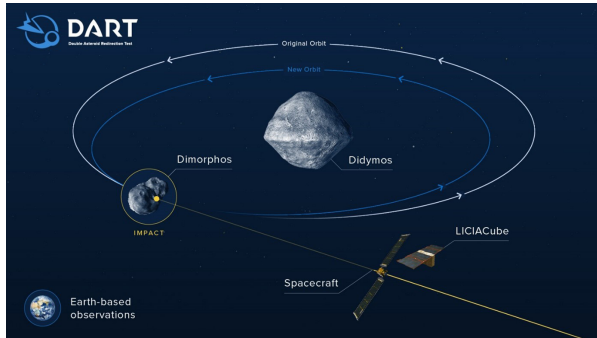 DART
Double Asteroid Redirection Test
Original Orbit
New Orbit
Dimorphos
Didymos
IMPACT
LICIACube
Spacecraft
Earth-based
observations